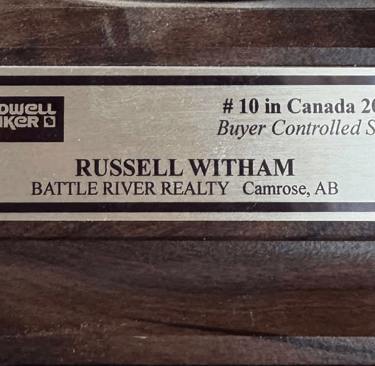 DWELL
NKER
# 10 in Canada 20
Buyer Controlled S
RUSSELL WITHAM
BATTLE RIVER REALTY Camrose, AB